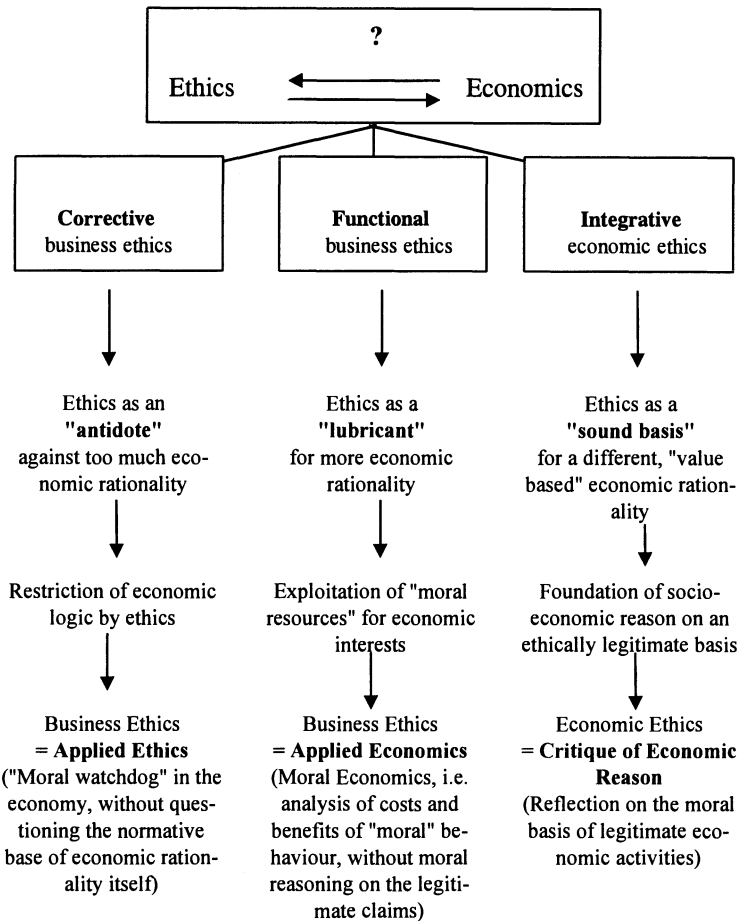 ?
Ethics
Economics
Corrective
business ethics
Functional
business ethics
Integrative
economic ethics
Ethics as an
"antidote"
against too much eco-
nomic rationality
Ethics as a
"lubricant"
for more economic
rationality
Ethics as a
"sound basis"
for a different, "value
based" economic ration-
ality
Restriction of economic
logic by ethics
Exploitation of "moral
resources" for economic
interests
Foundation of socio-
economic reason on an
ethically legitimate basis
Business Ethics
= Applied Ethics
("Moral watchdog" in the
economy, without ques-
tioning the normative
base of economic ration-
ality itself)
Business Ethics
= Applied Economics
(Moral Economics, i.e.
analysis of costs and
benefits of "moral" be-
haviour, without moral
reasoning on the legiti-
mate claims)
Economic Ethics
= Critique of Economic
Reason
(Reflection on the moral
basis of legitimate eco-
nomic activities)